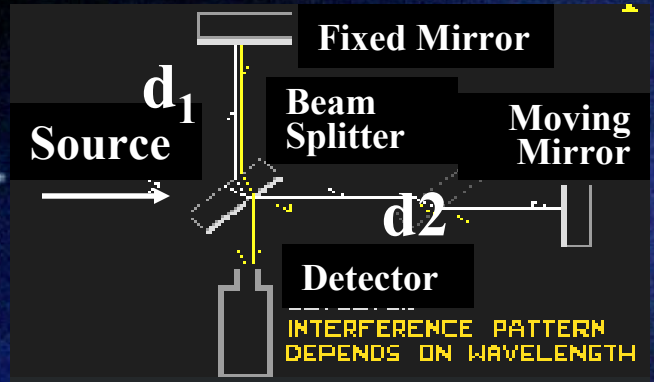 Fixed Mirror
d1
Beam
Splitter
Moving
Mirror
Source
d2
Detector
INTERFERENCE PATTERN
DEPENDS ON WAVELENGTH